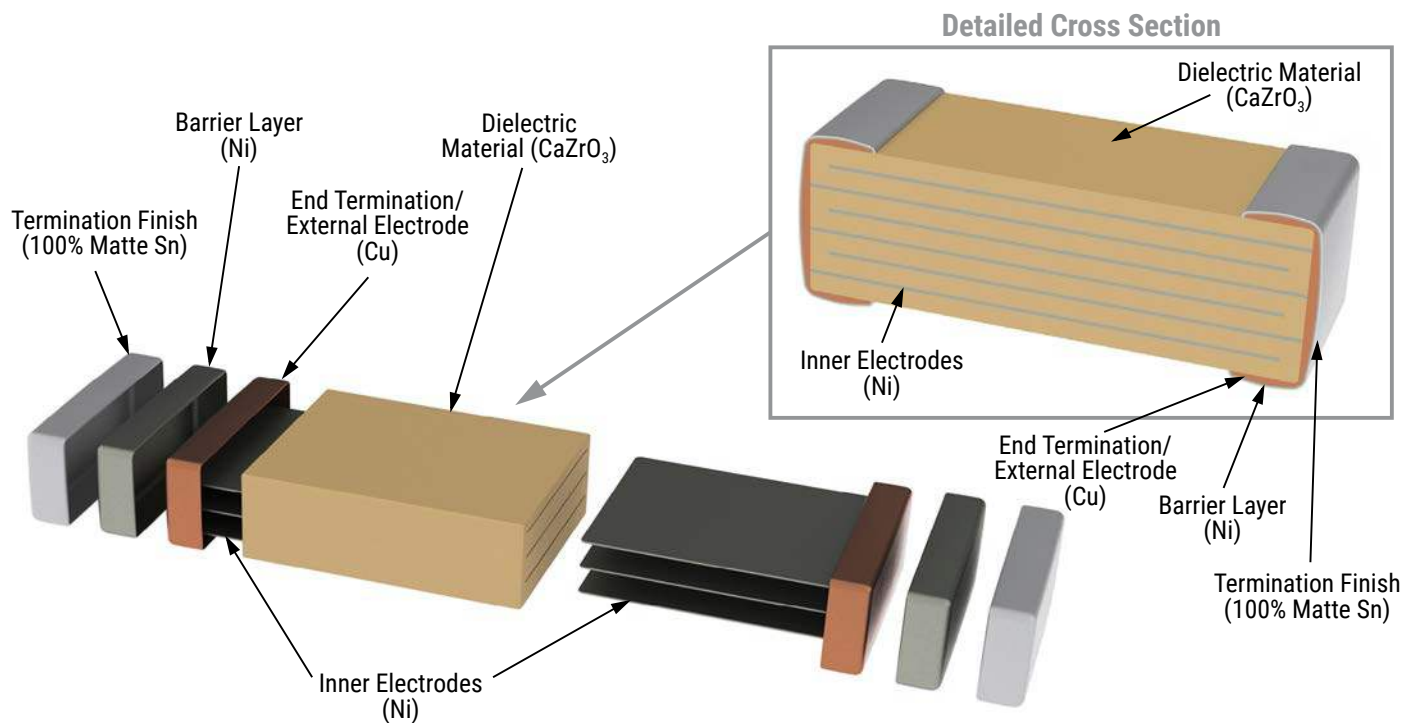 Detailed Cross Section
Dielectric Material
(CaZrO₃)
Barrier Layer
(Ni)
Dielectric
Material (CaZrO₃)
End Termination/
External Electrode
(Cu)
Termination Finish
(100% Matte Sn)
Inner Electrodes
(Ni)
End Termination/
External Electrode
(Cu)
Barrier Layer
(Ni)
Termination Finish
(100% Matte Sn)
Inner Electrodes
(Ni)